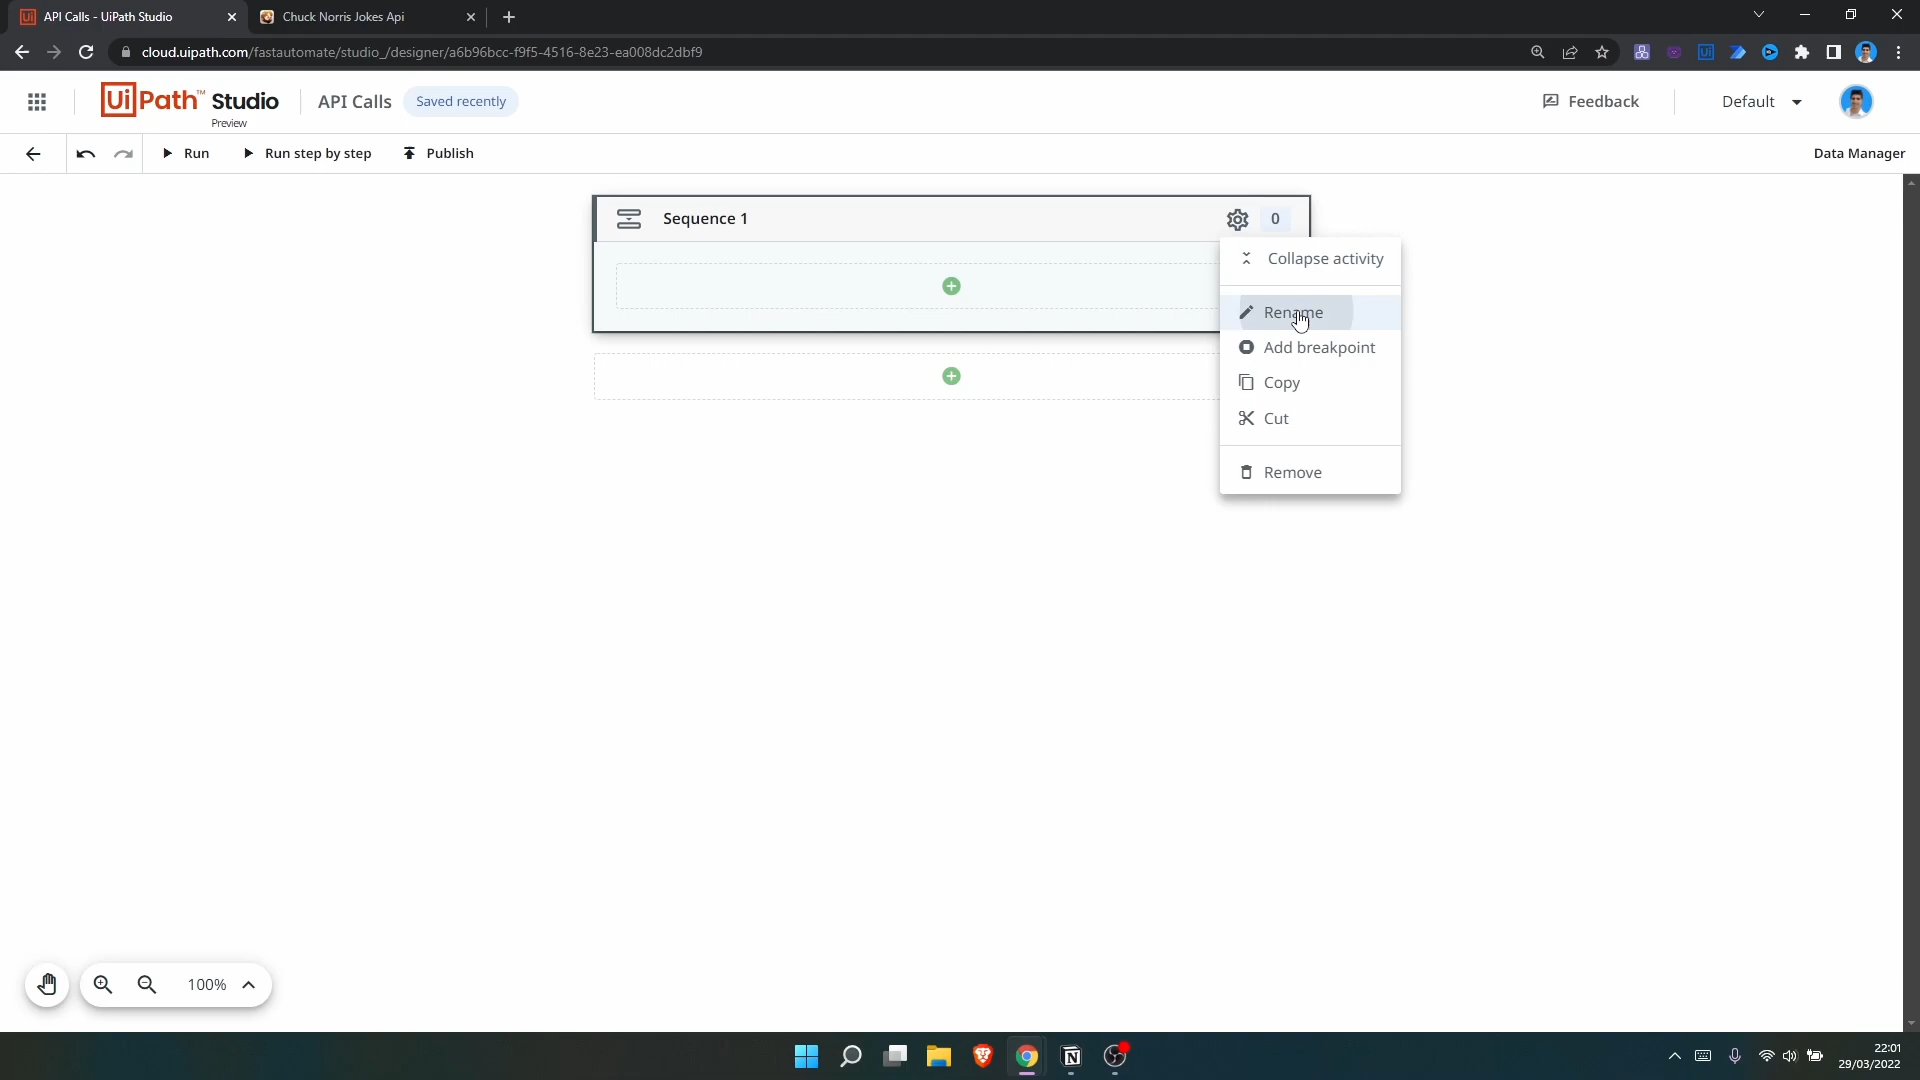 API Calls - UiPath Studio
Chuck Norris Jokes Api
cloud.uipath.com/fastautomate/studio_/designer/a6b96bcc-f9f5-4516-8e23-ea008dc2dbf9
Ui
UiPath™ Studio
Preview
API Calls
Saved recently
Feedback
Default
Run
Run step by step
Publish
Data Manager
Sequence 1
0
Collapse activity
Rename
Add breakpoint
Copy
Cut
Remove
100%
22:01
29/03/2022